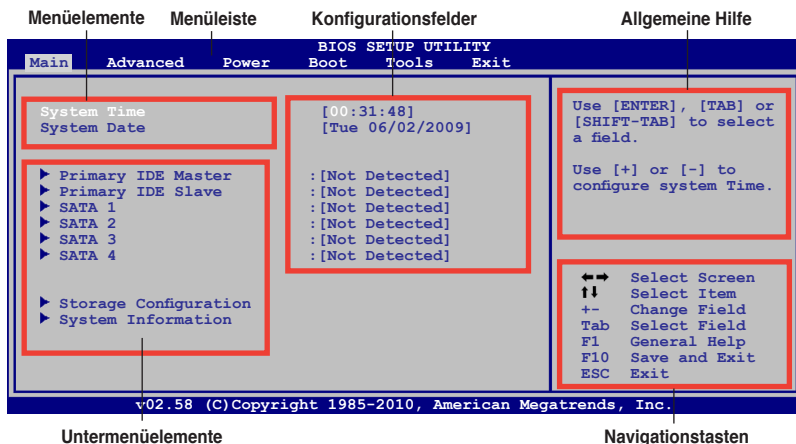 Menüelemente Menüleiste Konfigurationsfelder Allgemeine Hilfe
BIOS SETUP UTILITY
Main Advanced Power Boot Tools Exit
System Time [00:31:48]
System Date [Tue 06/02/2009]
Primary IDE Master :[Not Detected]
Primary IDE Slave :[Not Detected]
SATA 1 :[Not Detected]
SATA 2 :[Not Detected]
SATA 3 :[Not Detected]
SATA 4 :[Not Detected]
Storage Configuration
System Information
Use [ENTER], [TAB] or
[SHIFT-TAB] to select
a field.
Use [+] or [-] to
configure system Time.
←→ Select Screen
↑↓ Select Item
+- Change Field
Tab Select Field
F1 General Help
F10 Save and Exit
ESC Exit
v02.58 (C)Copyright 1985-2010, American Megatrends, Inc.
Untermenüelemente Navigationstasten